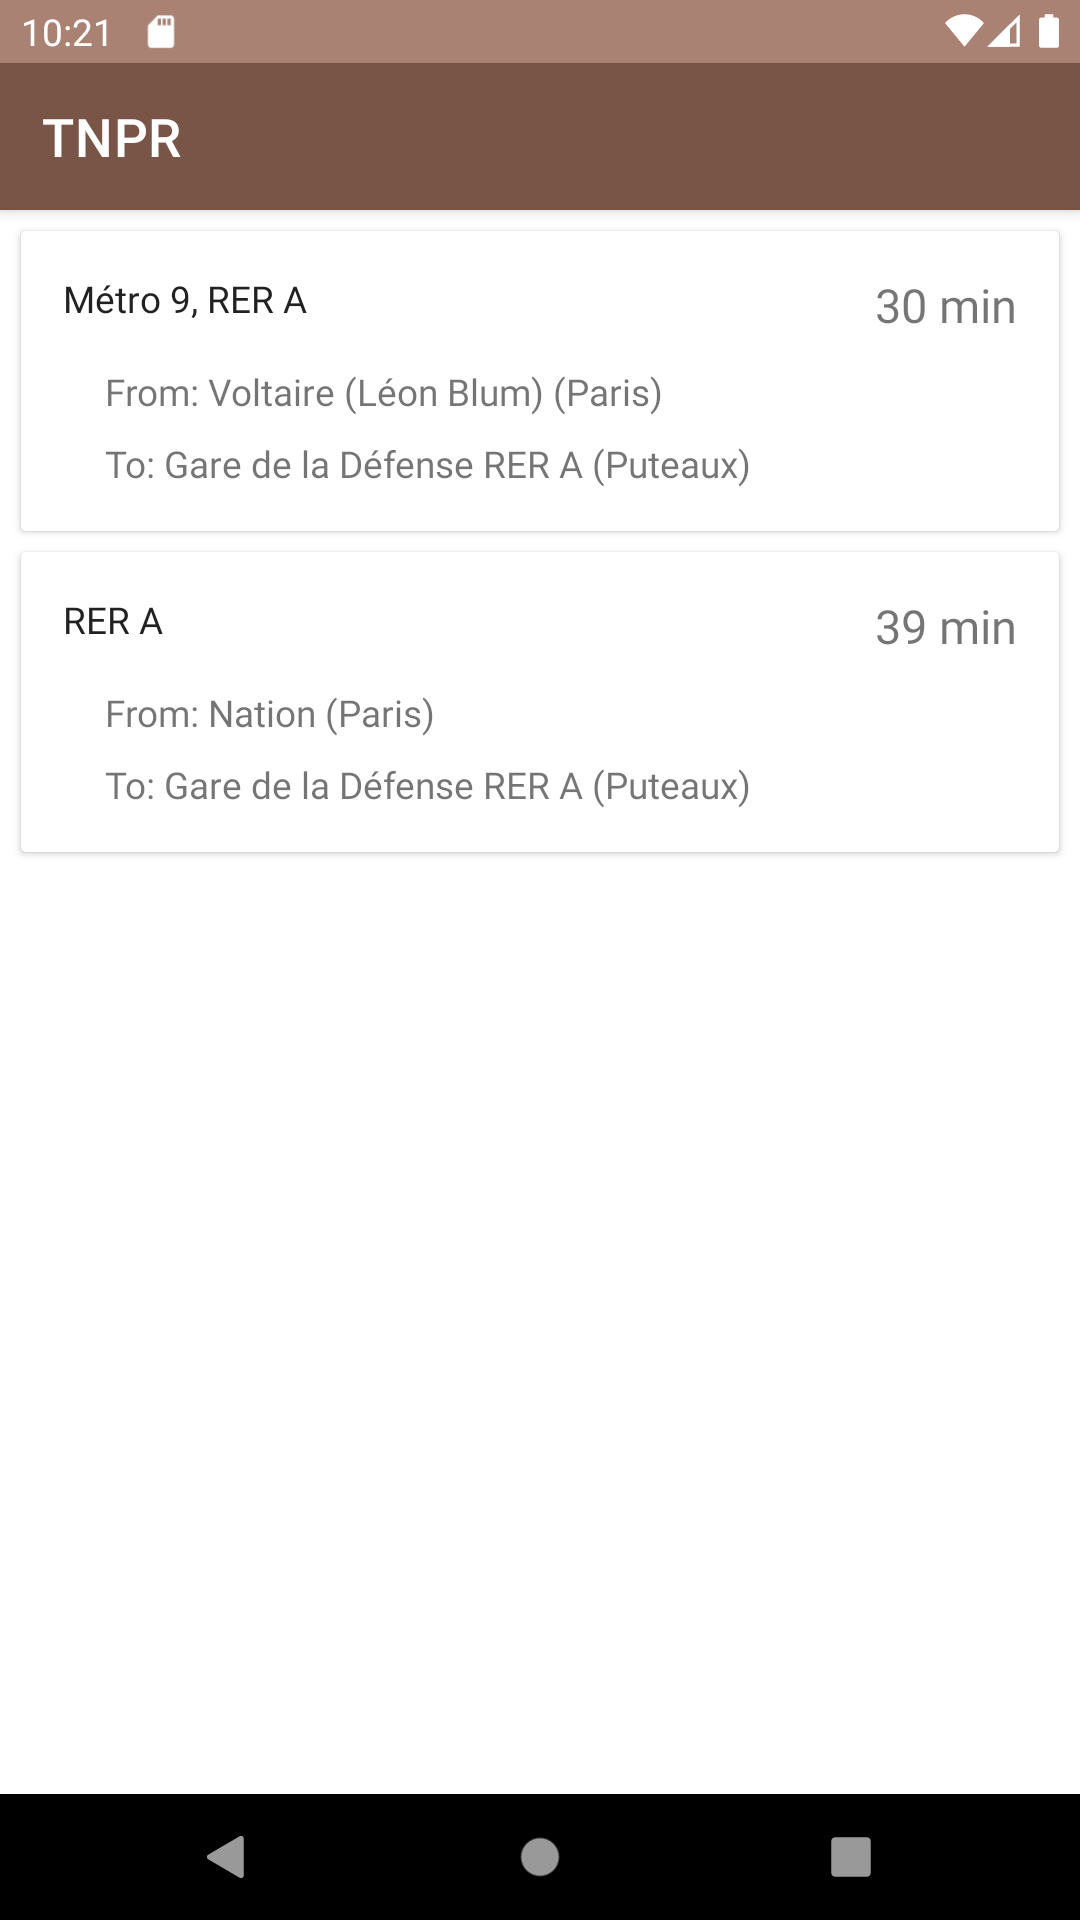 10:21
TNPR
Métro 9, RER A
30 min
From: Voltaire (Léon Blum) (Paris)
To: Gare de la Défense RER A (Puteaux)
RER A
39 min
From: Nation (Paris)
To: Gare de la Défense RER A (Puteaux)